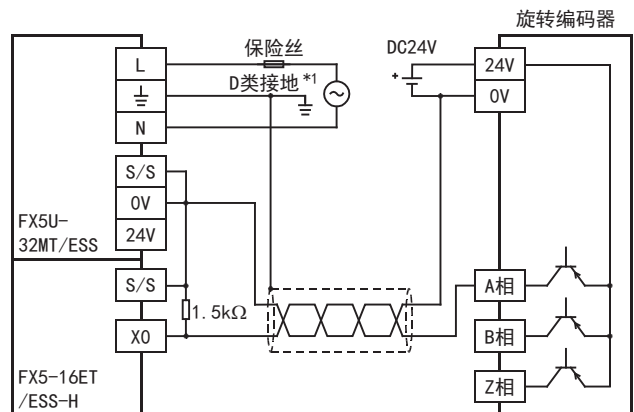 旋转编码器
保险丝
DC24V
L
24V
D类接地 *1
+
0V
N
S/S
0V
FX5U-
32MT/ESS
24V
S/S
A相
1.5kΩ
X0
B相
FX5-16ET
/ESS-H
Z相